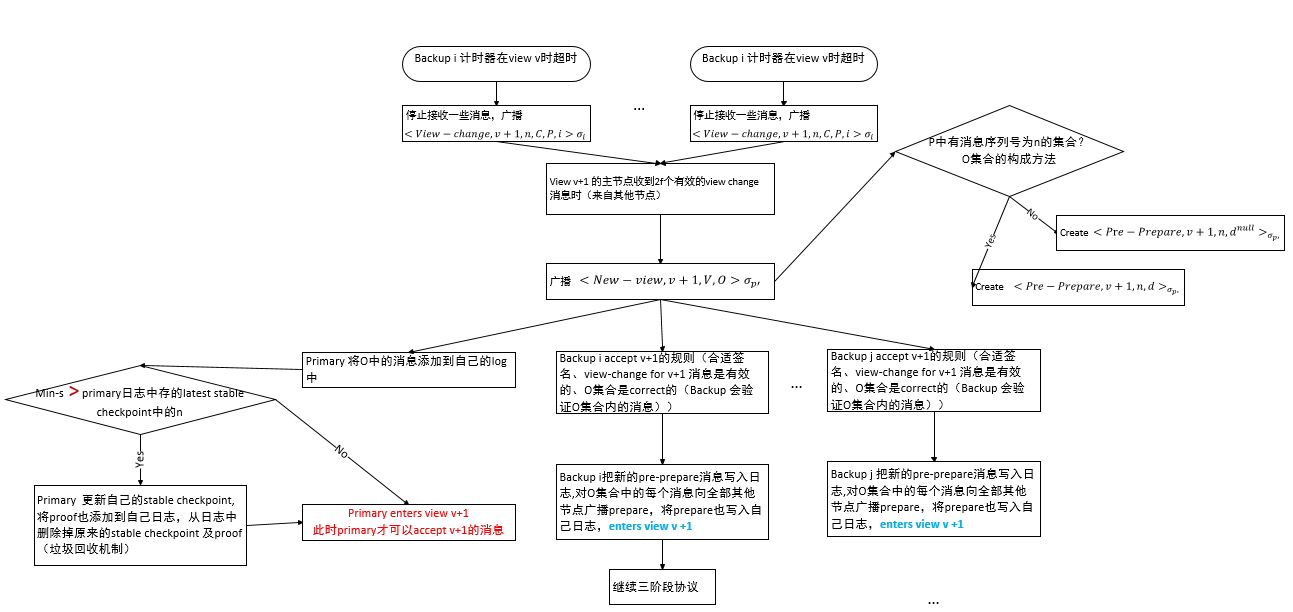 Backup i 计时器在view v时超时
Backup i 计时器在view v时超时
停止接收一些消息，广播
< View − change, v + 1, n, C, P, i > σᵢ
...
停止接收一些消息，广播
< View − change, v + 1, n, C, P, i > σᵢ
P中有消息序列号为n的集合？
O集合的构成方法
View v+1 的主节点收到2f个有效的view change
消息时（来自其他节点）
No
Yes
Create < Pre − Prepare, v + 1, n, d^null >σₚ,
广播 < New − view, v + 1, V, O > σₚ,
Create < Pre − Prepare, v + 1, n, d >σₚ,
Primary 将O中的消息添加到自己的log
中
Backup i accept v+1的规则（合适签
名、view-change for v+1 消息是有效
的、O集合是correct的（Backup 会验
证O集合内的消息））
...
Backup j accept v+1的规则（合适签
名、view-change for v+1 消息是有效
的、O集合是correct的（Backup 会验
证O集合内的消息））
Min-s > primary日志中存的latest stable
checkpoint中的n
Yes
No
Primary 更新自己的stable checkpoint,
将proof也添加到自己日志，从日志中
删除掉原来的stable checkpoint 及proof
（垃圾回收机制）
Primary enters view v+1
此时primary才可以accept v+1的消息
Backup i把新的pre-prepare消息写入日
志,对O集合中的每个消息向全部其他
节点广播prepare，将prepare也写入自
己日志，enters view v +1
Backup j 把新的pre-prepare消息写入日
志,对O集合中的每个消息向全部其他
节点广播prepare，将prepare也写入自
己日志，enters view v +1
继续三阶段协议
...